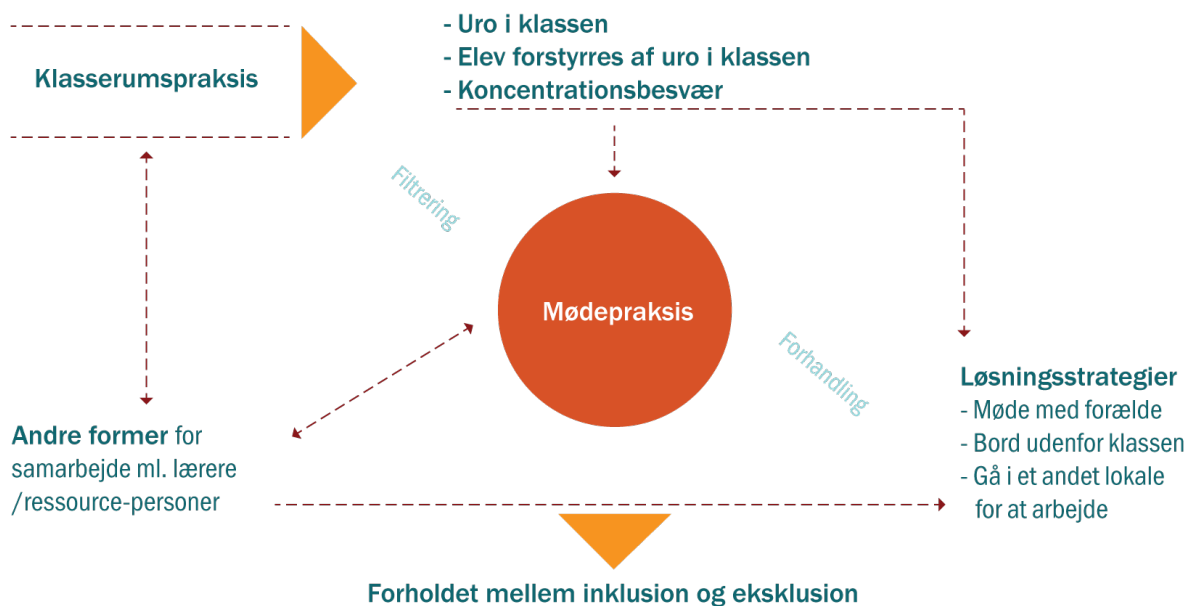 Klasserumspraksis
- Uro i klassen
- Elev forstyrres af uro i klassen
- Koncentrationsbesvær
Filtrering
Mødepraksis
Forhandling
Løsningsstrategier
- Møde med forælde
- Bord udenfor klassen
- Gå i et andet lokale
for at arbejde
Andre former for
samarbejde ml. lærere
/ressource-personer
Forholdet mellem inklusion og eksklusion